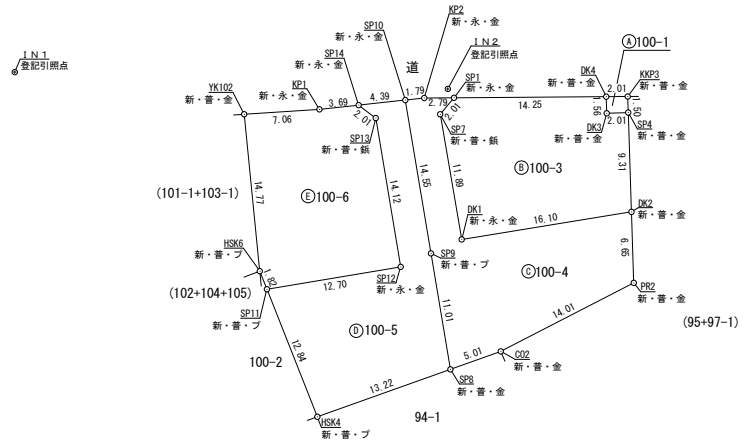 KP2
新・永・金
SP10
新・永・金
IN1
登記引照点
SP14
新・永・金
道
IN2
登記引照点
Ⓐ100-1
YK102
新・普・金
KP1
新・永・金
SP1
新・永・金
DK4
新・普・金
KKP3
新・普・金
7.06
3.69
4.39
1.79
2.79
2.01
2.01
14.25
2.01
1.56
1.50
2.01
SP13
新・普・鋲
SP7
新・普・鋲
DK3
新・普・金
SP4
新・普・金
14.77
14.12
14.55
11.89
9.31
Ⓑ100-3
(101-1+103-1)
Ⓔ100-6
DK1
新・永・金
16.10
DK2
新・普・金
HSK6
新・普・プ
1.82
SP9
新・普・プ
6.65
Ⓒ100-4
(102+104+105)
12.70
SP12
新・永・金
PR2
新・普・金
SP11
新・普・プ
Ⓓ100-5
11.01
14.01
(95+97-1)
12.84
100-2
5.01
CO2
新・普・金
13.22
SP8
新・普・金
94-1
HSK4
新・普・プ